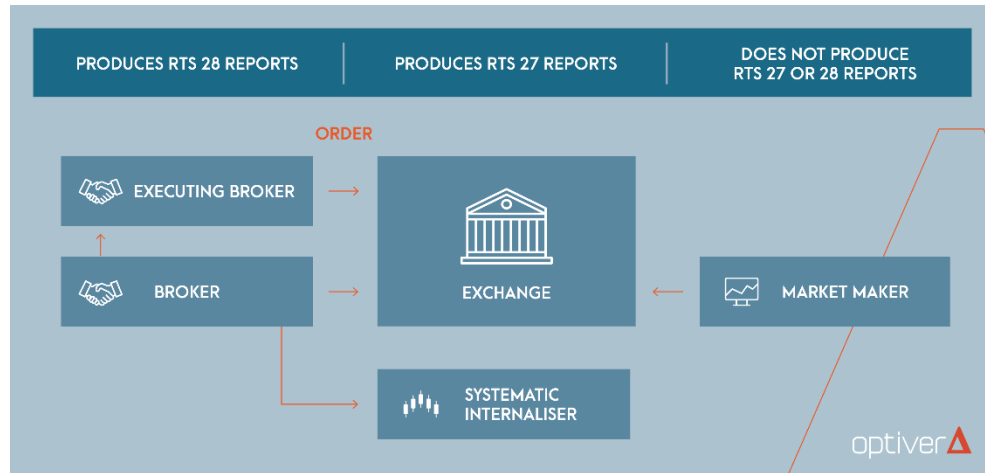 PRODUCES RTS 28 REPORTS
PRODUCES RTS 27 REPORTS
DOES NOT PRODUCE
RTS 27 OR 28 REPORTS
ORDER
EXECUTING BROKER
BROKER
EXCHANGE
MARKET MAKER
SYSTEMATIC
INTERNALISER
optiver